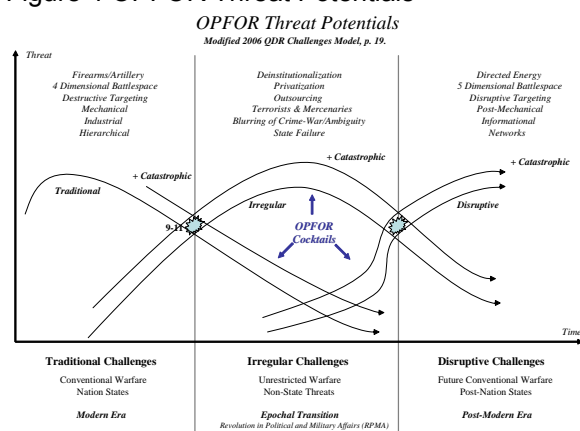 Figure 4 OPFOR Threat Potentials
OPFOR Threat Potentials
Modified 2006 QDR Challenges Model, p. 19.
Threat
Firearms/Artillery
4 Dimensional Battlespace
Destructive Targeting
Mechanical
Industrial
Hierarchical
Deinstitutionalization
Privatization
Outsourcing
Terrorists & Mercenaries
Blurring of Crime-War/Ambiguity
State Failure
Directed Energy
5 Dimensional Battlespace
Disruptive Targeting
Post-Mechanical
Informational
Networks
+ Catastrophic
+ Catastrophic
+ Catastrophic
Traditional
Irregular
Disruptive
9-11
OPFOR
Cocktails
Time
Traditional Challenges
Conventional Warfare
Nation States
Modern Era
Irregular Challenges
Unrestricted Warfare
Non-State Threats
Epochal Transition
Revolution in Political and Military Affairs (RPMA)
Disruptive Challenges
Future Conventional Warfare
Post-Nation States
Post-Modern Era